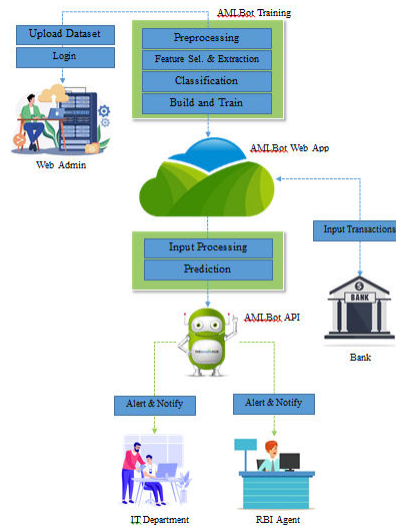 AMLBot Training
Upload Dataset
Login
Preprocessing
Feature Sel. & Extraction
Classification
Build and Train
Web Admin
AMLBot Web App
Input Transactions
Input Processing
Prediction
BANK
Bank
AMLBot API
Alert & Notify
Alert & Notify
IT Department
RBI Agent